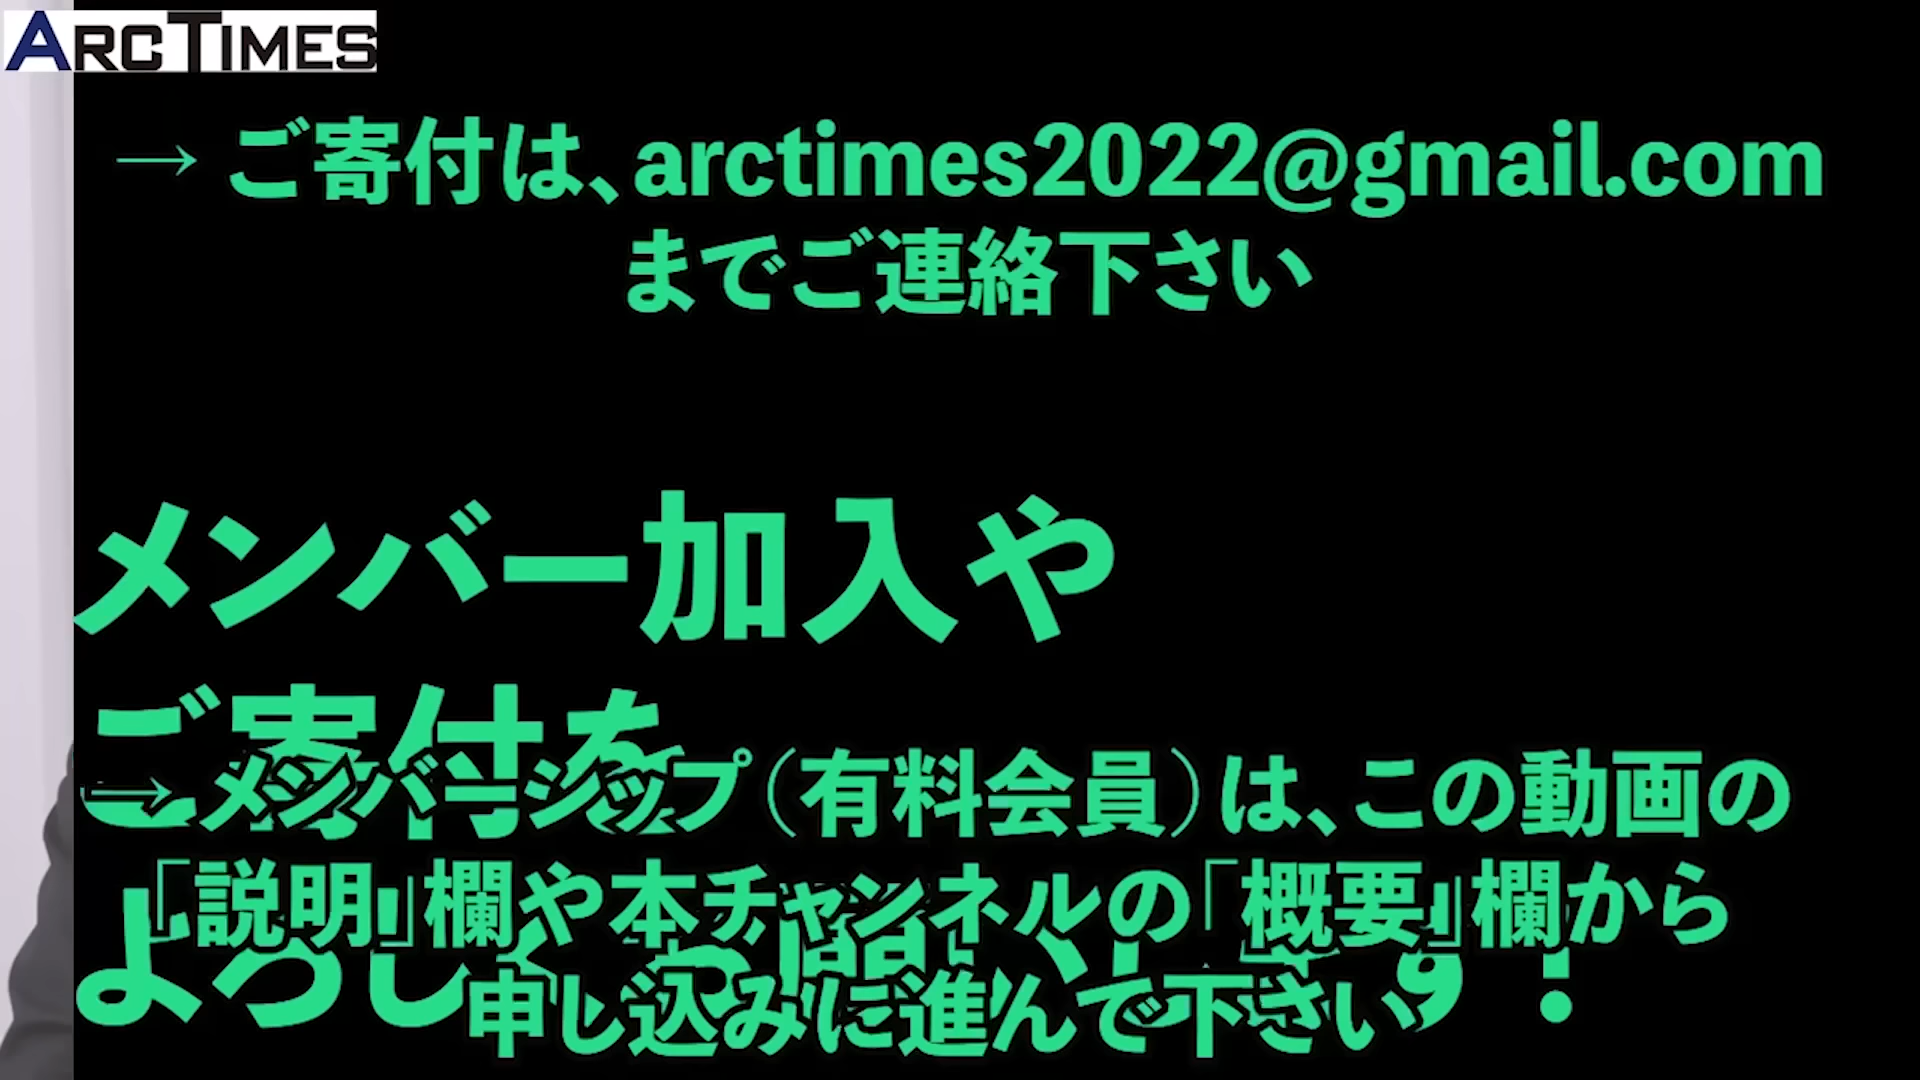 ARCTIMES
→ ご寄付は、arctimes2022@gmail.com
までご連絡下さい
メンバー加入や
ご寄付を
→ メンバーシップ（有料会員）は、この動画の
「説明」欄や本チャンネルの「概要」欄から
申し込みに進んで下さい